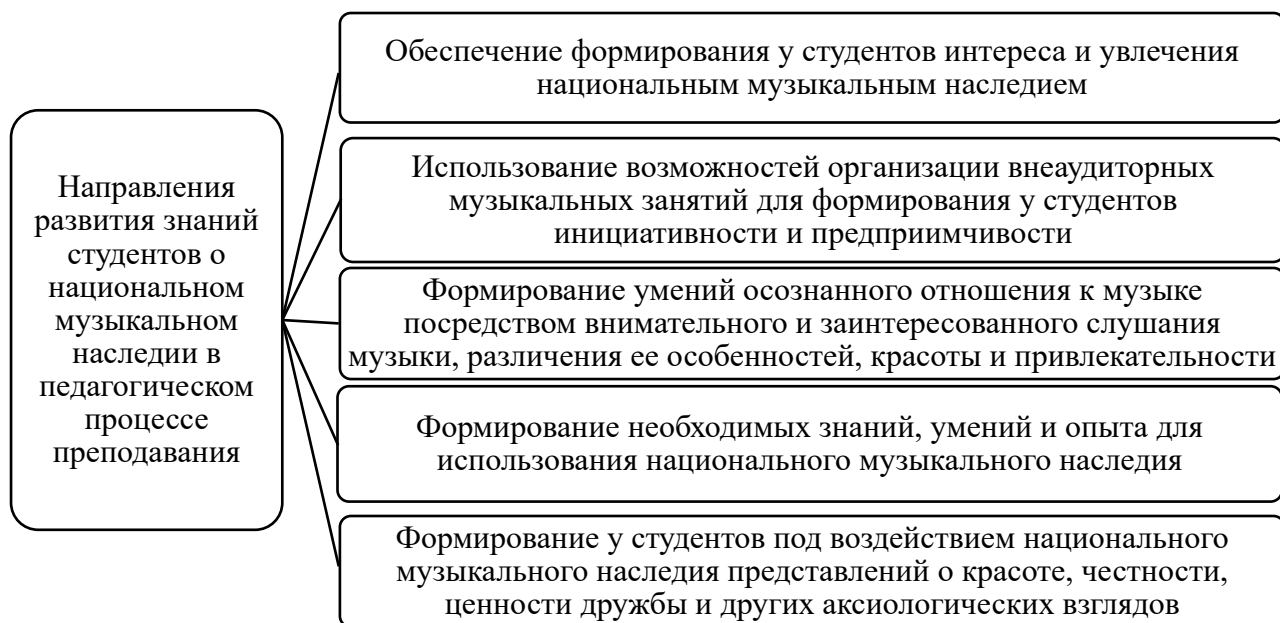 Направления
развития знаний
студентов о
национальном
музыкальном
наследии в
педагогическом
процессе
преподавания
Обеспечение формирования у студентов интереса и увлечения
национальным музыкальным наследием
Использование возможностей организации внеаудиторных
музыкальных занятий для формирования у студентов
инициативности и предприимчивости
Формирование умений осознанного отношения к музыке
посредством внимательного и заинтересованного слушания
музыки, различения ее особенностей, красоты и привлекательности
Формирование необходимых знаний, умений и опыта для
использования национального музыкального наследия
Формирование у студентов под воздействием национального
музыкального наследия представлений о красоте, честности,
ценности дружбы и других аксиологических взглядов